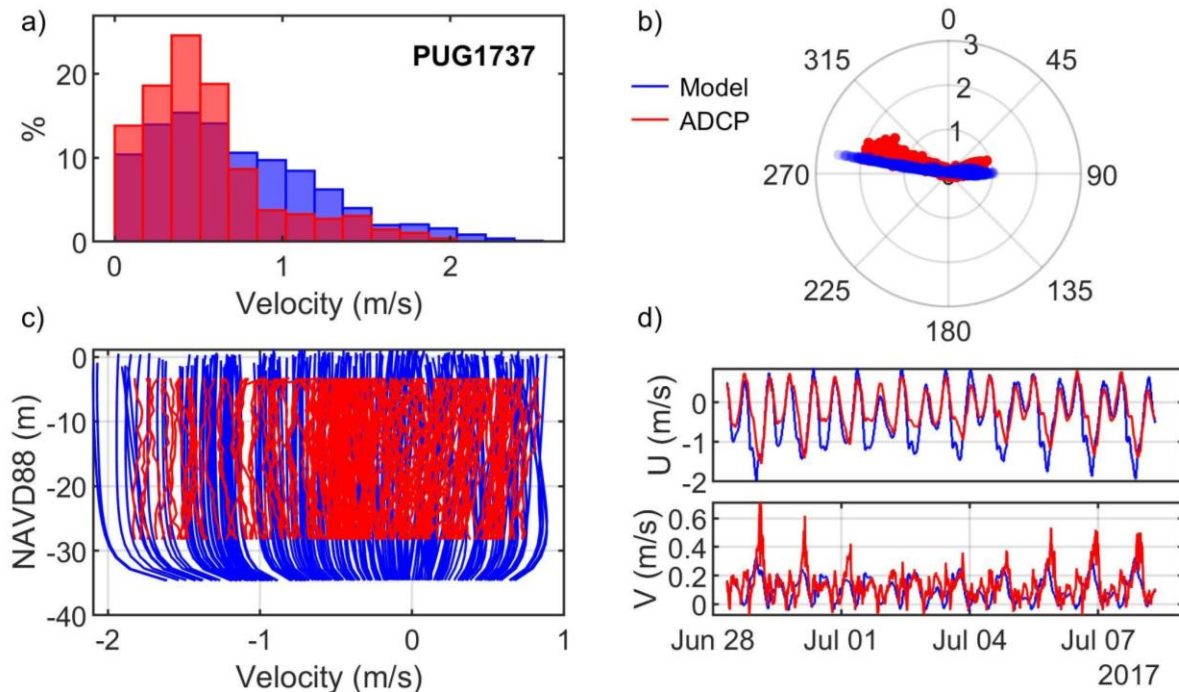 a)
PUG1737
20
10
0
%
0 1 2
Velocity (m/s)
b)
Model
ADCP
0
45
90
135
180
225
270
315
3
2
1
0
c)
0
-10
-20
-30
-40
NAVD88 (m)
-2 -1 0 1
Velocity (m/s)
d)
0
-1
-2
U (m/s)
0.6
0.4
0.2
0
V (m/s)
Jun 28 Jul 01 Jul 04 Jul 07
2017